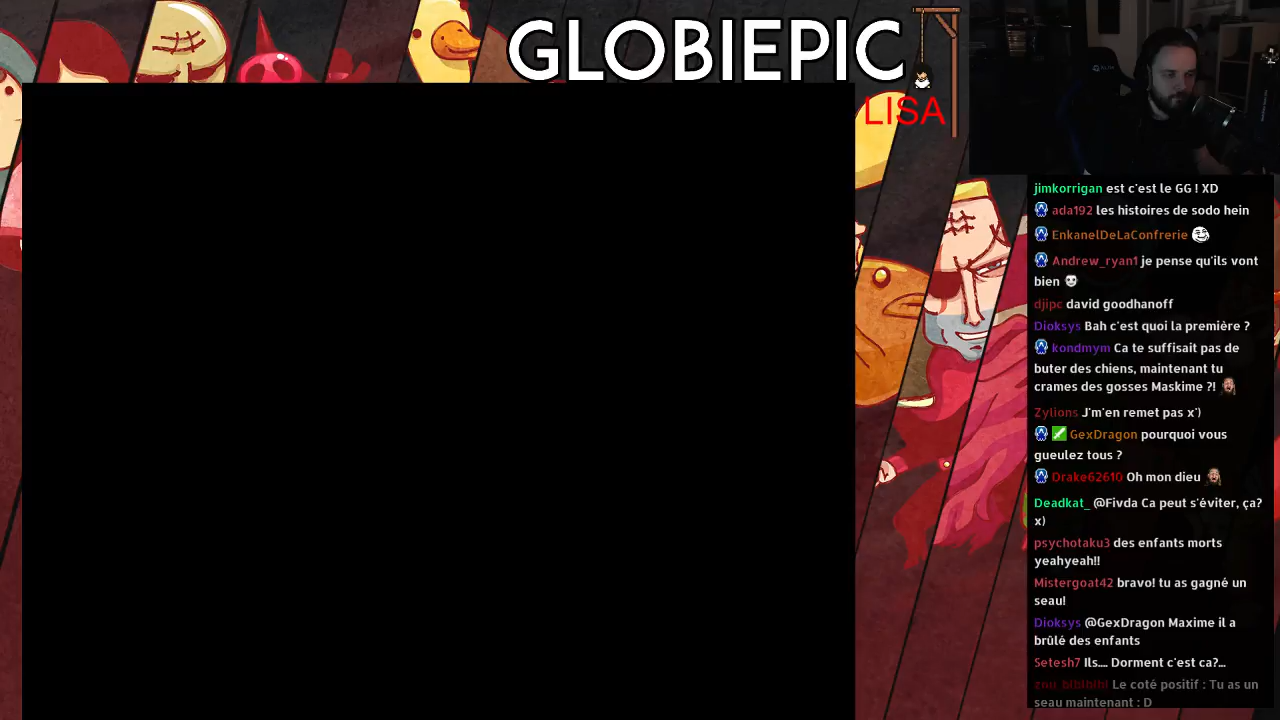 GLOBIEPIC
LISA
jimkorrigan est c'est le GG ! XD
ada192 les histoires de sodo hein
EnkanelDeLaConfrerie
Andrew_ryan1 je pense qu'ils vont
bien
djipc david goodhanoff
Dioksys Bah c'est quoi la première ?
kondmym Ca te suffisait pas de
buter des chiens, maintenant tu
crames des gosses Maskime ?!
Zylions J'm'en remet pas x')
GexDragon pourquoi vous
gueulez tous ?
Drake62610 Oh mon dieu
Deadkat_ @Fivda Ca peut s'éviter, ça?
x)
psychotaku3 des enfants morts
yeahyeah!!
Mistergoat42 bravo! tu as gagné un
seau!
Dioksys @GexDragon Maxime il a
brûlé des enfants
Setesh7 Ils.... Dorment c'est ca?...
Le coté positif : Tu as un
seau maintenant : D